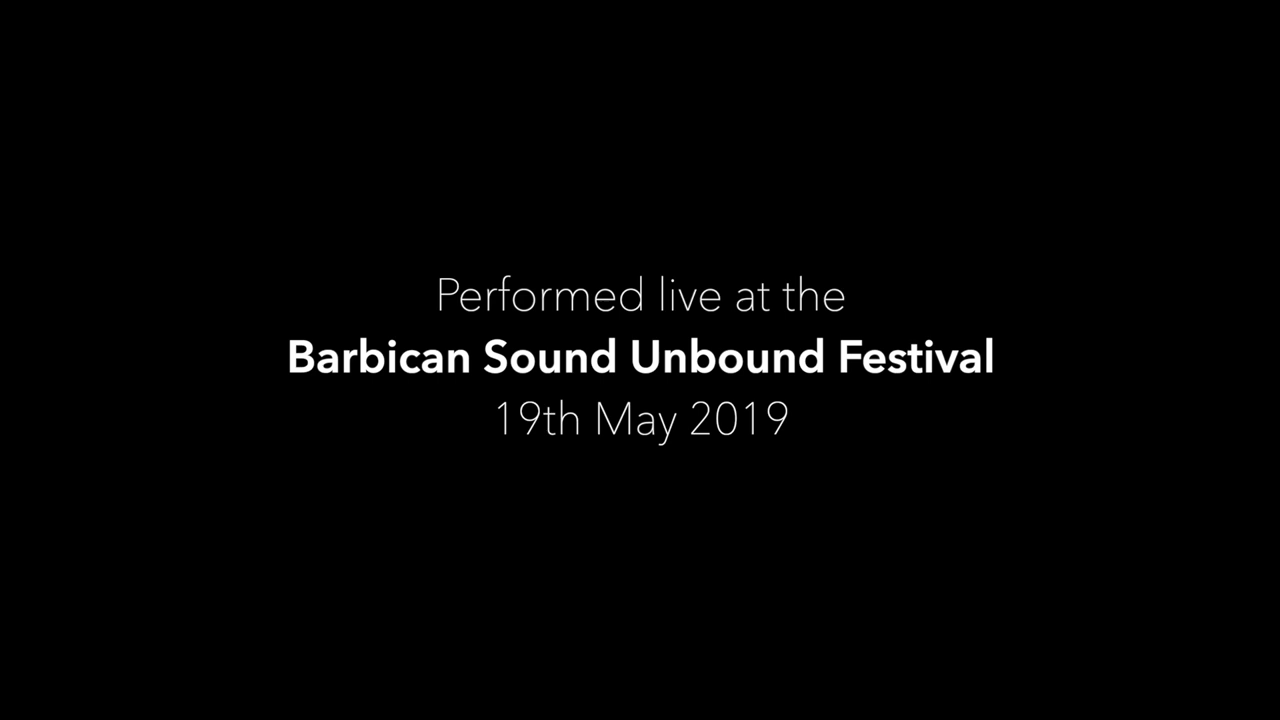 Performed live at the
Barbican Sound Unbound Festival
19th May 2019